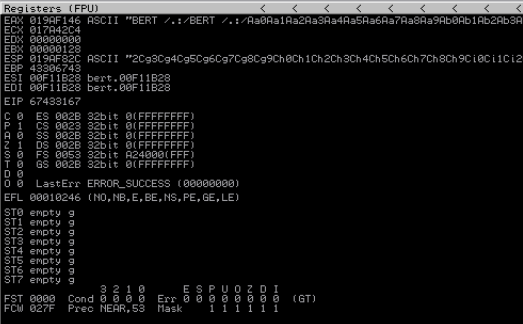 Registers (FPU) < < < < < < < <
EAX 019AF146 ASCII "BERT /.:/BERT /.:/Aa0Aa1Aa2Aa3Aa4Aa5Aa6Aa7Aa8Aa9Ab0Ab1Ab2Ab3A
ECX 017A42C4
EDX 00000000
EBX 00000128
ESP 019AF82C ASCII "2Cg3Cg4Cg5Cg6Cg7Cg8Cg9Ch0Ch1Ch2Ch3Ch4Ch5Ch6Ch7Ch8Ch9Ci0Ci1Ci2
EBP 43306743
ESI 00F11B28 bert.00F11B28
EDI 00F11B28 bert.00F11B28
EIP 67433167
C 0 ES 002B 32bit 0(FFFFFFFF)
P 1 CS 0023 32bit 0(FFFFFFFF)
A 0 SS 002B 32bit 0(FFFFFFFF)
Z 1 DS 002B 32bit 0(FFFFFFFF)
S 0 FS 0053 32bit A24000(FFF)
T 0 GS 002B 32bit 0(FFFFFFFF)
D 0
O 0 LastErr ERROR_SUCCESS (00000000)
EFL 00010246 (NO,NB,E,BE,NS,PE,GE,LE)
ST0 empty g
ST1 empty g
ST2 empty g
ST3 empty g
ST4 empty g
ST5 empty g
ST6 empty g
ST7 empty g
3 2 1 0 E S P U O Z D I
FST 0000 Cond 0 0 0 0 Err 0 0 0 0 0 0 0 0 (GT)
FCW 027F Prec NEAR,53 Mask 1 1 1 1 1 1